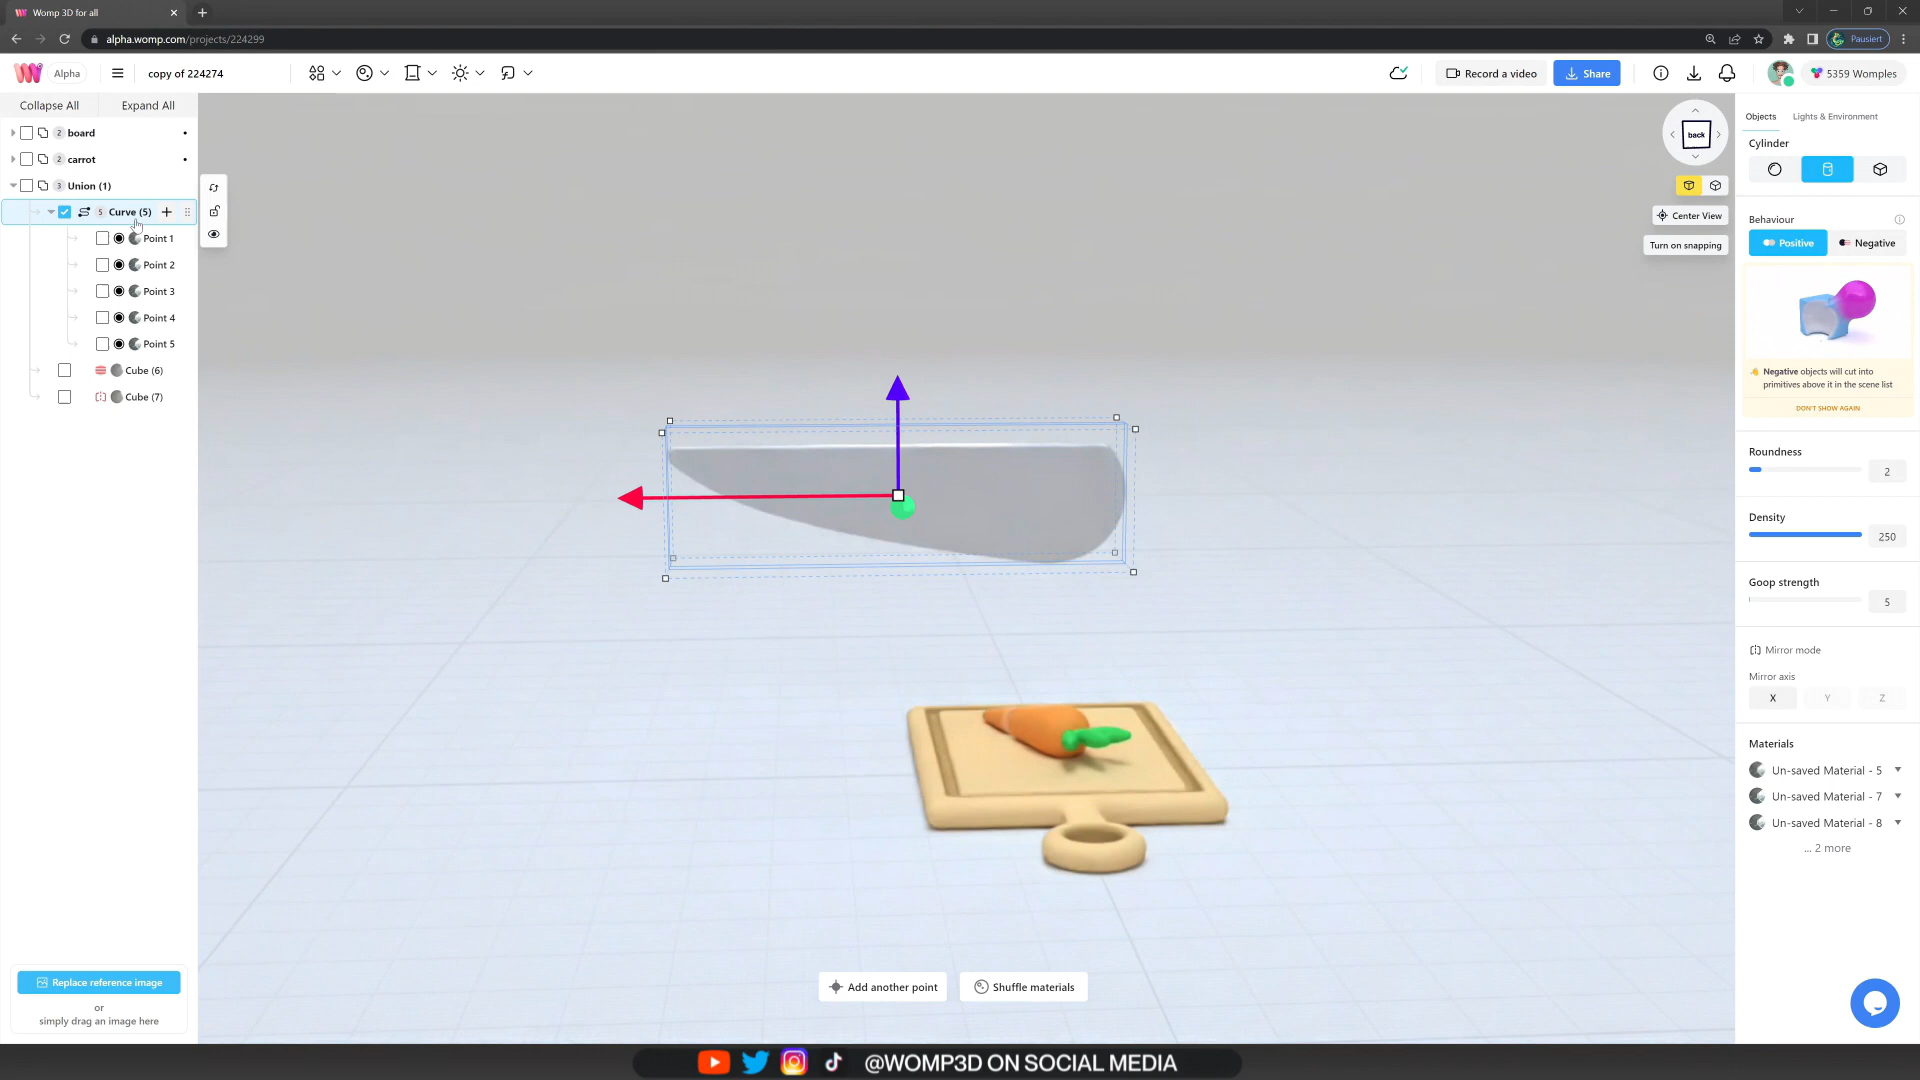 Womp 3D for all
alpha.womp.com/projects/224299
Pausiert
Alpha
copy of 224274
Record a video
Share
5359 Womples
Collapse All
Expand All
2 board
2 carrot
3 Union (1)
5 Curve (5)
Point 1
Point 2
Point 3
Point 4
Point 5
Cube (6)
Cube (7)
Replace reference image
or
simply drag an image here
back
Center View
Turn on snapping
Add another point
Shuffle materials
Objects
Lights & Environment
Cylinder
Behaviour
Positive
Negative
Negative objects will cut into
primitives above it in the scene list
DON'T SHOW AGAIN
Roundness
2
Density
250
Goop strength
5
Mirror mode
Mirror axis
X
Y
Z
Materials
Un-saved Material - 5
Un-saved Material - 7
Un-saved Material - 8
... 2 more
@WOMP3D ON SOCIAL MEDIA